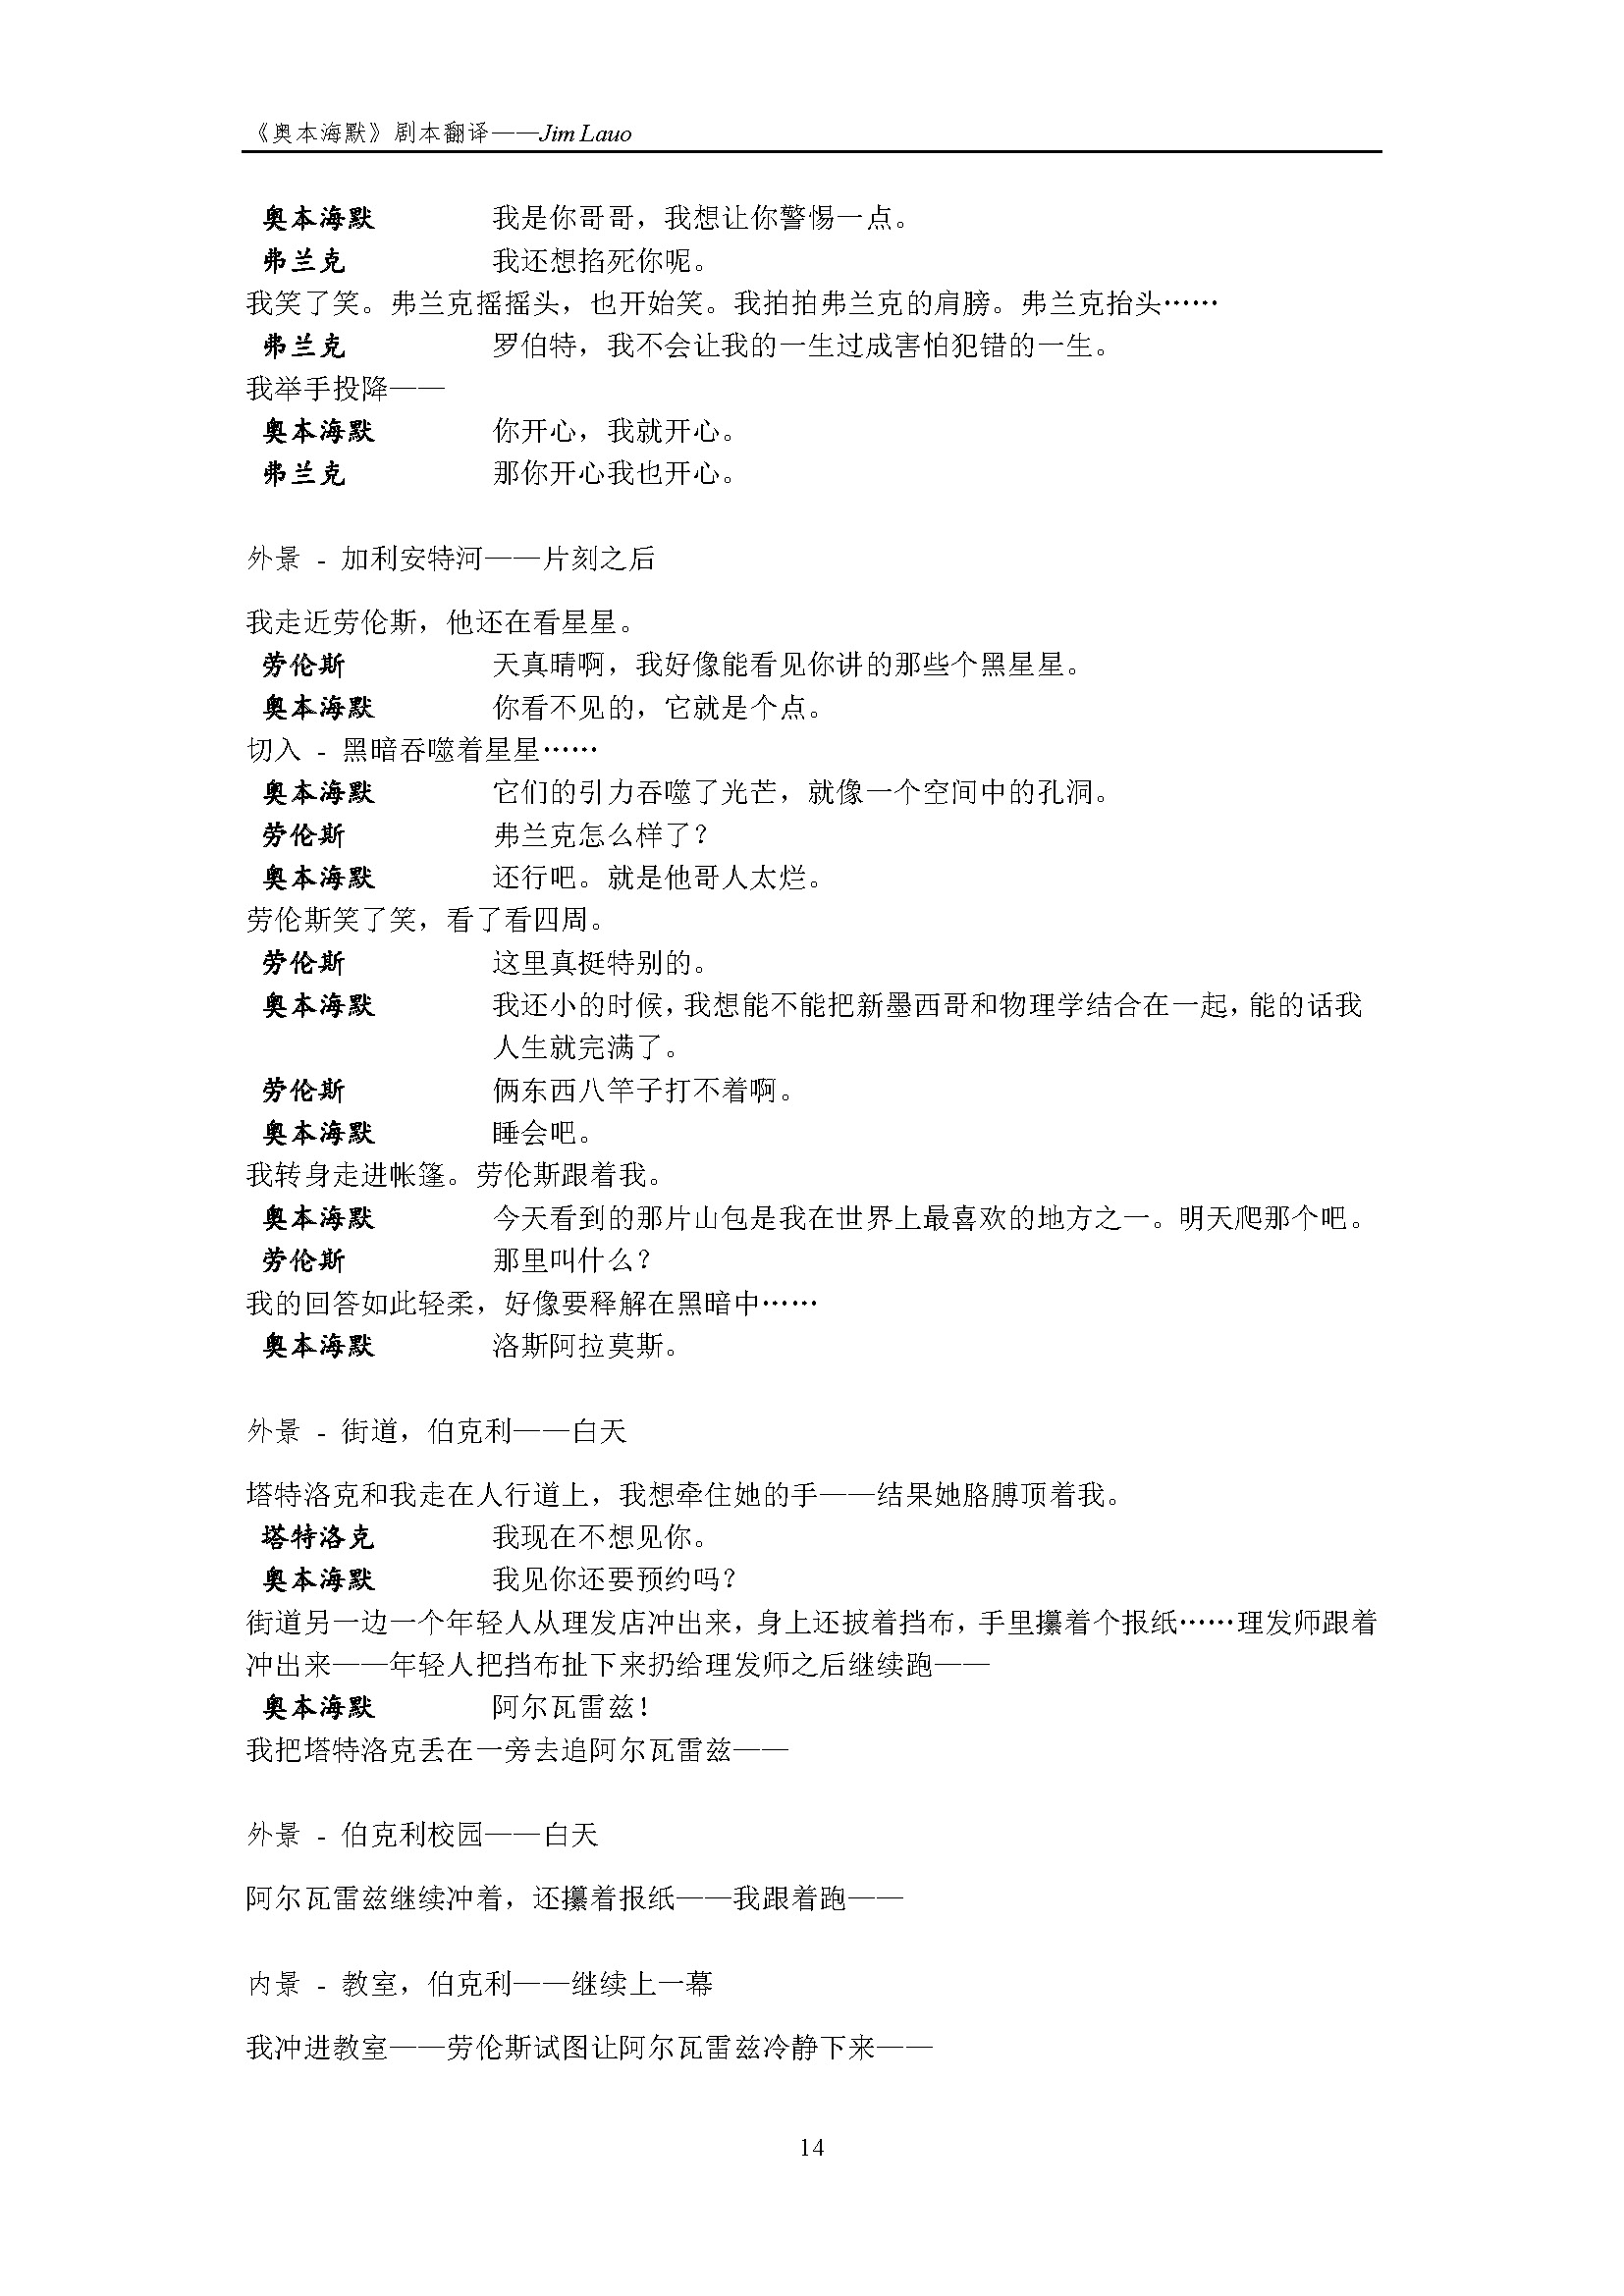 《奥本海默》剧本翻译——Jim Lauo
奥本海默 我是你哥哥，我想让你警惕一点。
弗兰克 我还想掐死你呢。
我笑了笑。弗兰克摇摇头，也开始笑。我拍拍弗兰克的肩膀。弗兰克抬头……
弗兰克 罗伯特，我不会让我的一生过成害怕犯错的一生。
我举手投降——
奥本海默 你开心，我就开心。
弗兰克 那你开心我也开心。
外景 - 加利安特河——片刻之后
我走近劳伦斯，他还在看星星。
劳伦斯 天真晴啊，我好像能看见你讲的那些个黑星星。
奥本海默 你看不见的，它就是个点。
切入 - 黑暗吞噬着星星……
奥本海默 它们的引力吞噬了光芒，就像一个空间中的孔洞。
劳伦斯 弗兰克怎么样了？
奥本海默 还行吧。就是他哥人太烂。
劳伦斯笑了笑，看了看四周。
劳伦斯 这里真挺特别的。
奥本海默 我还小的时候，我想能不能把新墨西哥和物理学结合在一起，能的话我
人生就完满了。
劳伦斯 俩东西八竿子打不着啊。
奥本海默 睡会吧。
我转身走进帐篷。劳伦斯跟着我。
奥本海默 今天看到的那片山包是我在世界上最喜欢的地方之一。明天爬那个吧。
劳伦斯 那里叫什么？
我的回答如此轻柔，好像要释解在黑暗中……
奥本海默 洛斯阿拉莫斯。
外景 - 街道，伯克利——白天
塔特洛克和我走在人行道上，我想牵住她的手——结果她胳膊顶着我。
塔特洛克 我现在不想见你。
奥本海默 我见你还要预约吗？
街道另一边一个年轻人从理发店冲出来，身上还披着挡布，手里攥着个报纸……理发师跟着
冲出来——年轻人把挡布扯下来扔给理发师之后继续跑——
奥本海默 阿尔瓦雷兹！
我把塔特洛克丢在一旁去追阿尔瓦雷兹——
外景 - 伯克利校园——白天
阿尔瓦雷兹继续冲着，还攥着报纸——我跟着跑——
内景 - 教室，伯克利——继续上一幕
我冲进教室——劳伦斯试图让阿尔瓦雷兹冷静下来——
14